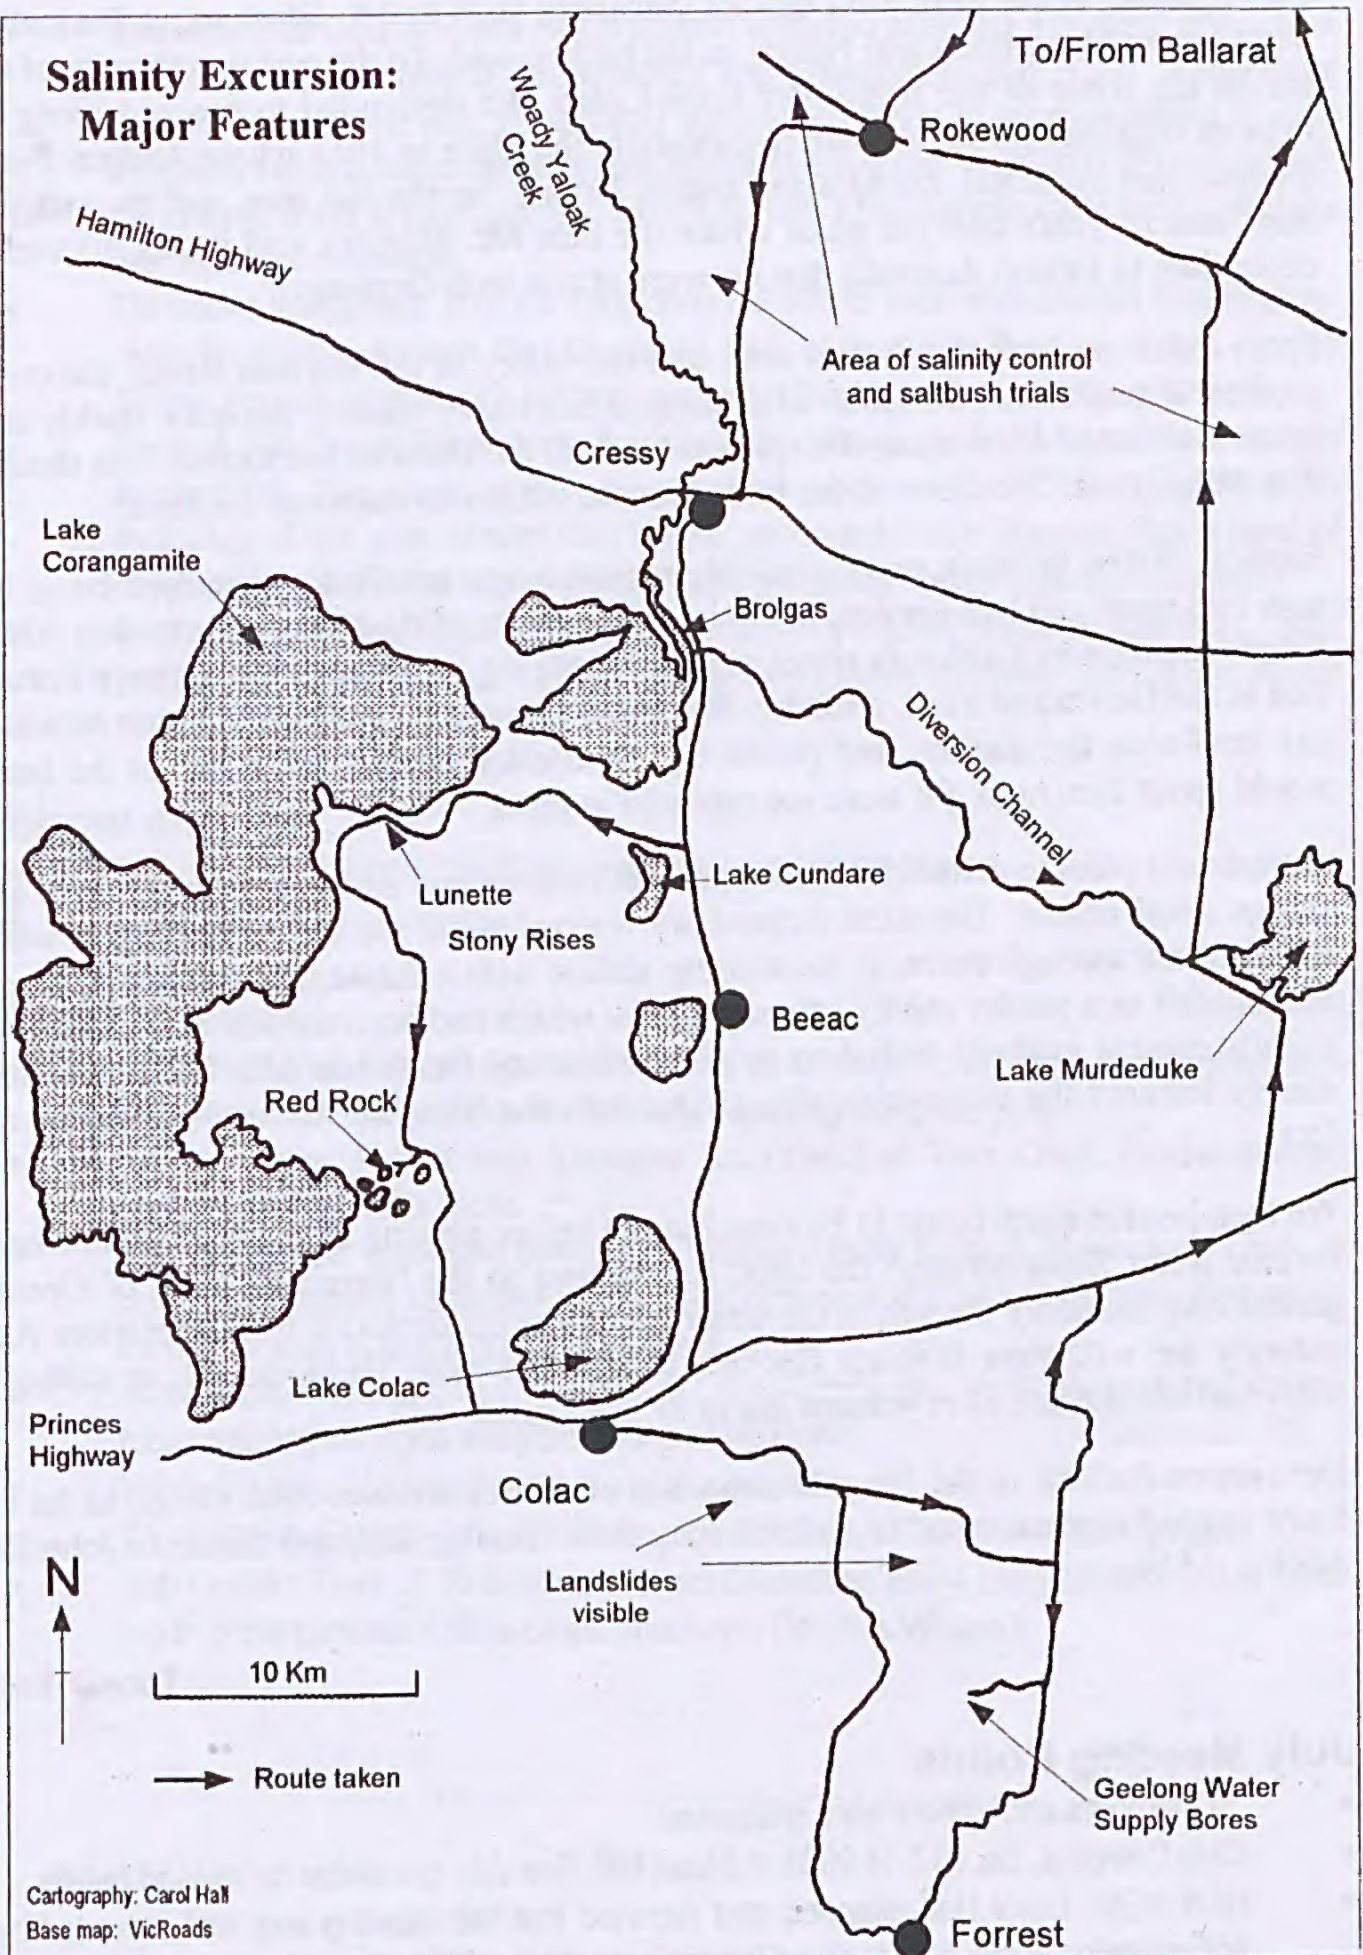 Salinity Excursion:
Major Features
To/From Ballarat
Woady Yaloak
Creek
Rokewood
Hamilton Highway
Area of salinity control
and saltbush trials
Cressy
Lake
Corangamite
Brolgas
Diversion Channel
Lake Cundare
Lunette
Stony Rises
Beeac
Lake Murdeduke
Red Rock
Lake Colac
Princes
Highway
Colac
N
Landslides
visible
10 Km
Route taken
Geelong Water
Supply Bores
Cartography: Carol Hall
Base map: VicRoads
Forrest